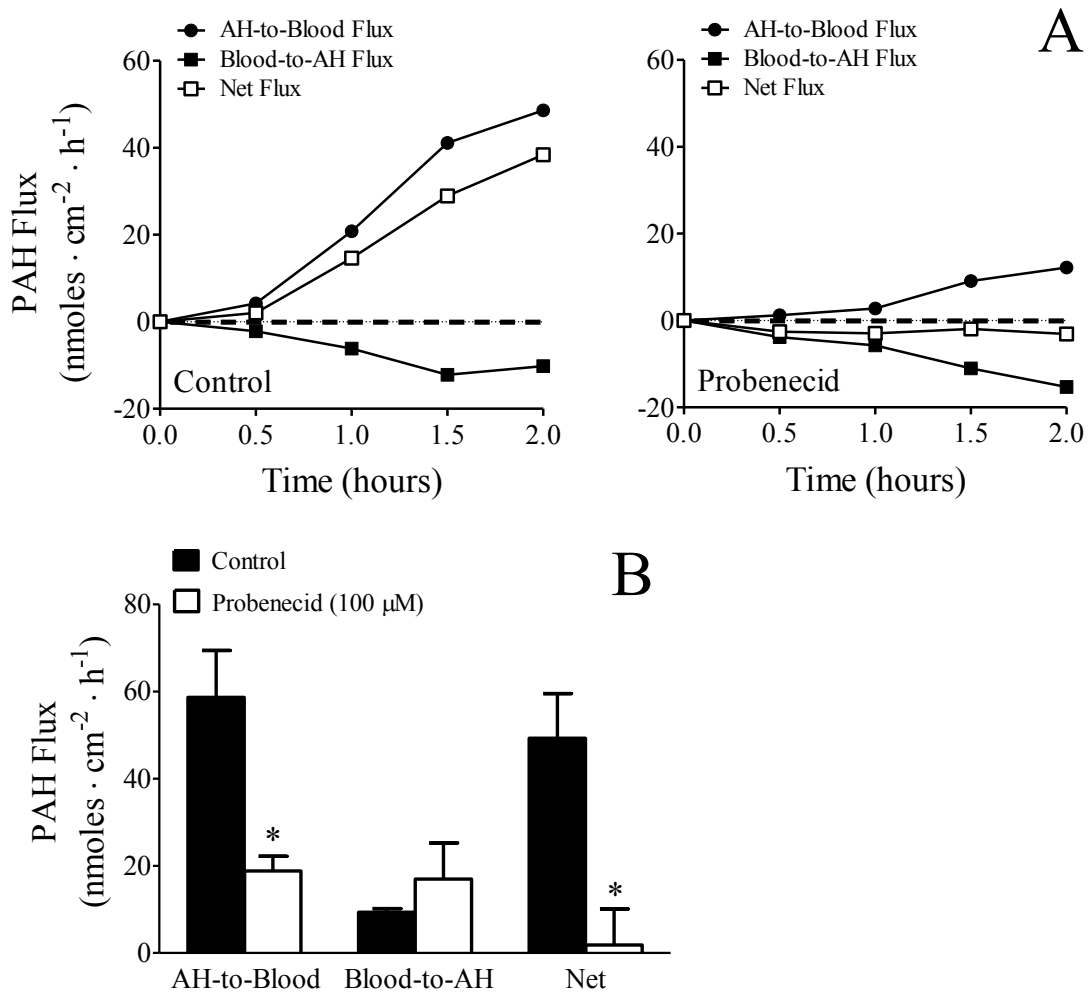 AH-to-Blood Flux
Blood-to-AH Flux
Net Flux
60
40
20
0
-20
PAH Flux
(nmoles · cm⁻² · h⁻¹)
Control
0.0 0.5 1.0 1.5 2.0
Time (hours)
A
AH-to-Blood Flux
Blood-to-AH Flux
Net Flux
60
40
20
0
-20
Probenecid
0.0 0.5 1.0 1.5 2.0
Time (hours)
B
Control
Probenecid (100 μM)
80
60
40
20
0
PAH Flux
(nmoles · cm⁻² · h⁻¹)
*
*
AH-to-Blood Blood-to-AH Net